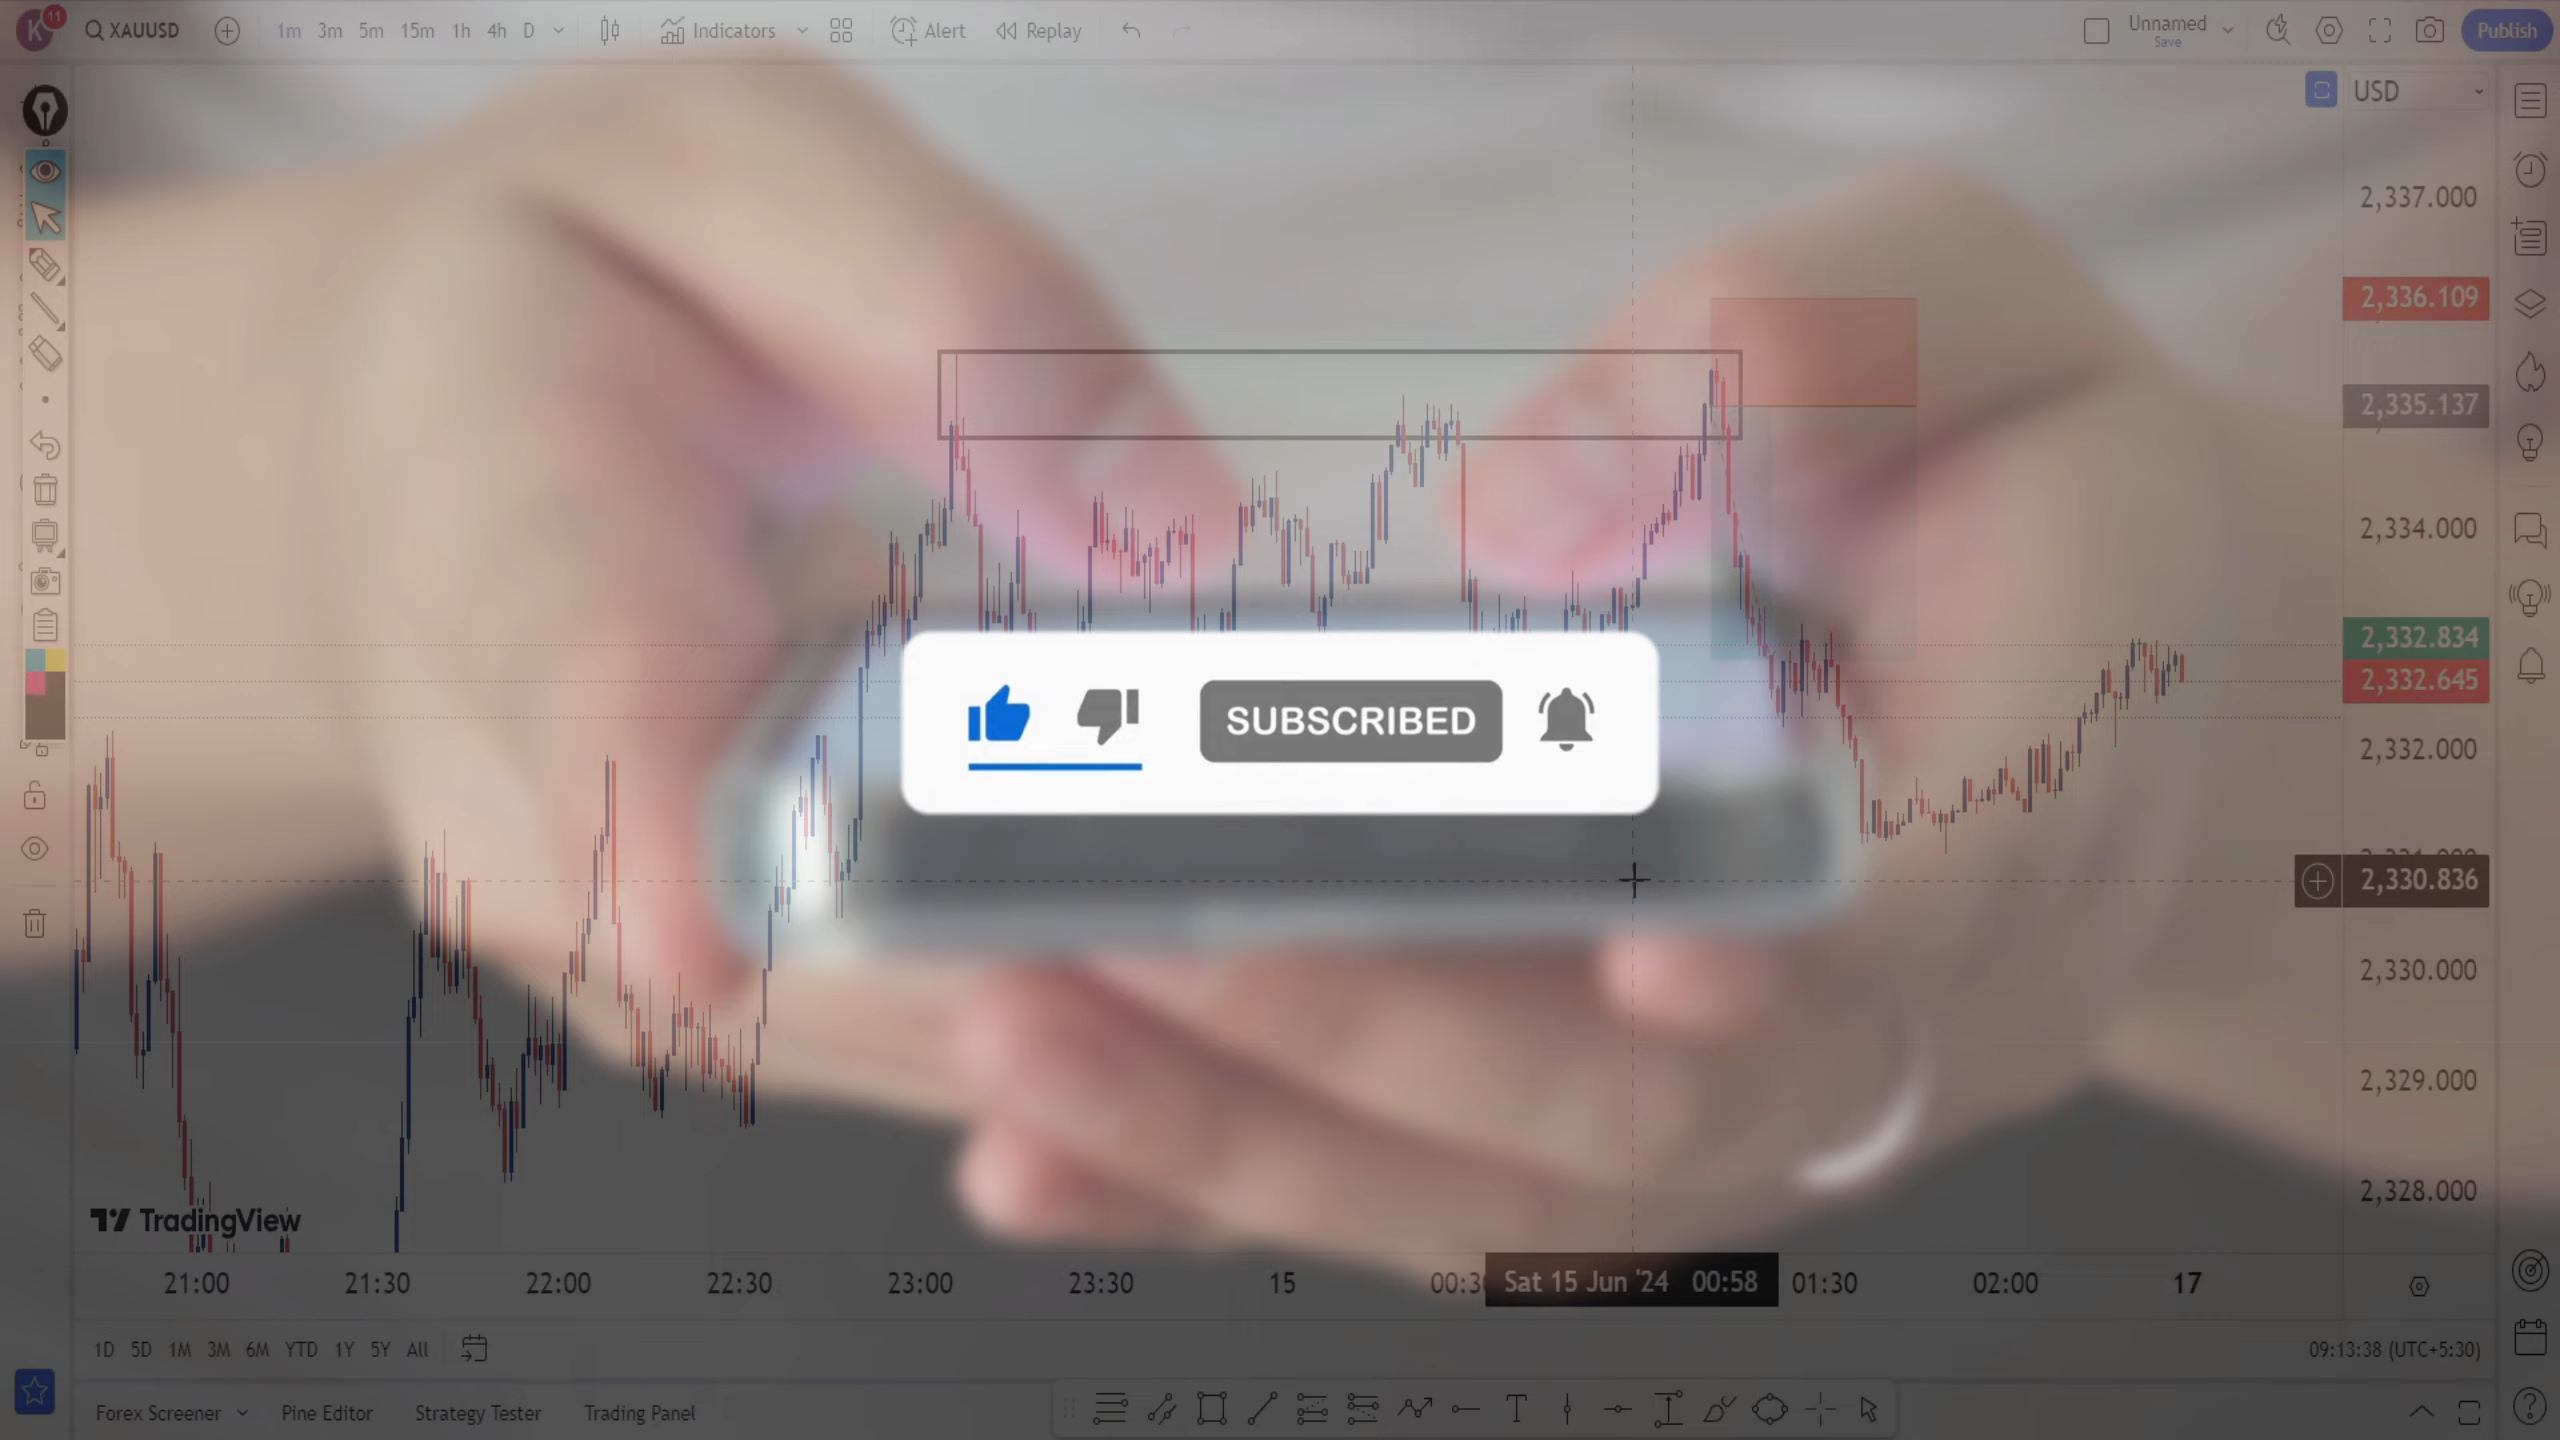 K 11 XAUUSD 1m 3m 5m 15m 1h 4h D Indicators Alert Replay Unnamed Save Publish
USD
2,337.000
2,336.109
2,335.137
2,334.000
2,332.834
2,332.645
SUBSCRIBED
2,332.000
2,330.836
2,330.000
2,329.000
2,328.000
TradingView
21:00 21:30 22:00 22:30 23:00 23:30 15 Sat 15 Jun '24 00:58 01:30 02:00 17
1D 5D 1M 3M 6M YTD 1Y 5Y All 09:13:38 (UTC+5:30)
Forex Screener Pine Editor Strategy Tester Trading Panel